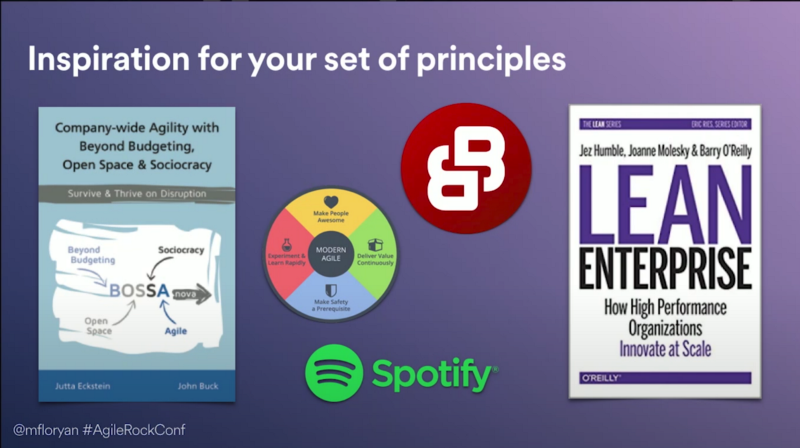 Inspiration for your set of principles
Company-wide Agility with
Beyond Budgeting,
Open Space & Sociocracy
Survive & Thrive on Disruption
Beyond
Budgeting
Sociocracy
BOSSA nova
Open
Space
Agile
Jutta Eckstein John Buck
Make People
Awesome
Experiment &
Learn Rapidly
MODERN
AGILE
Deliver Value
Continuously
Make Safety
a Prerequisite
Spotify®
THE LEAN SERIES ERIC RIES, SERIES EDITOR
Jez Humble, Joanne Molesky & Barry O'Reilly
LEAN
ENTERPRISE
How High Performance
Organizations
Innovate at Scale
O'REILLY®
@mfloryan #AgileRockConf